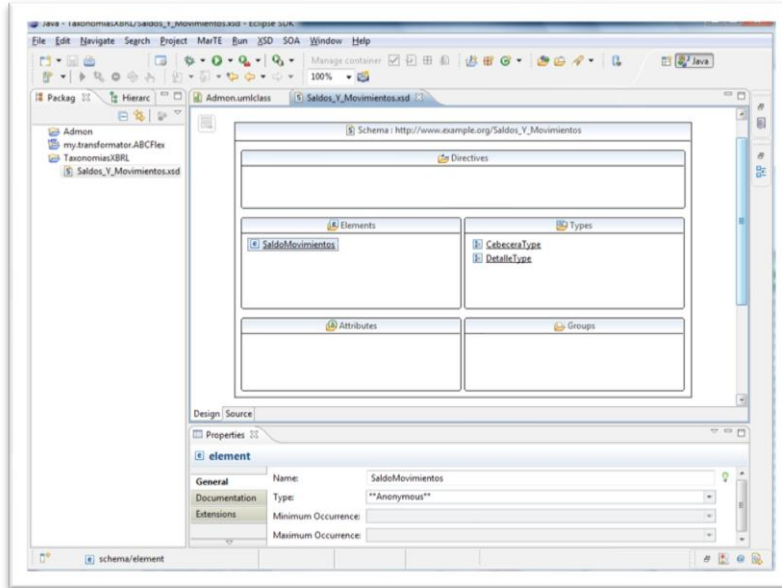 Java - TaxonomiasXBRL/Saldos_Y_Movimientos.xsd - Eclipse SDK
File Edit Navigate Search Project MarTE Run XSD SOA Window Help
Manage container
100%
Java
Packag Hierarc
Admon.umlclass Saldos_Y_Movimientos.xsd
Admon
my.transformator.ABCFlex
TaxonomiasXBRL
Saldos_Y_Movimientos.xsd
Schema : http://www.example.org/Saldos_Y_Movimientos
Directives
Elements Types
SaldoMovimientos CebeceraType
DetalleType
Attributes Groups
Design Source
Properties
element
General Name: SaldoMovimientos
Documentation Type: **Anonymous**
Extensions Minimum Occurrence:
Maximum Occurrence:
schema/element